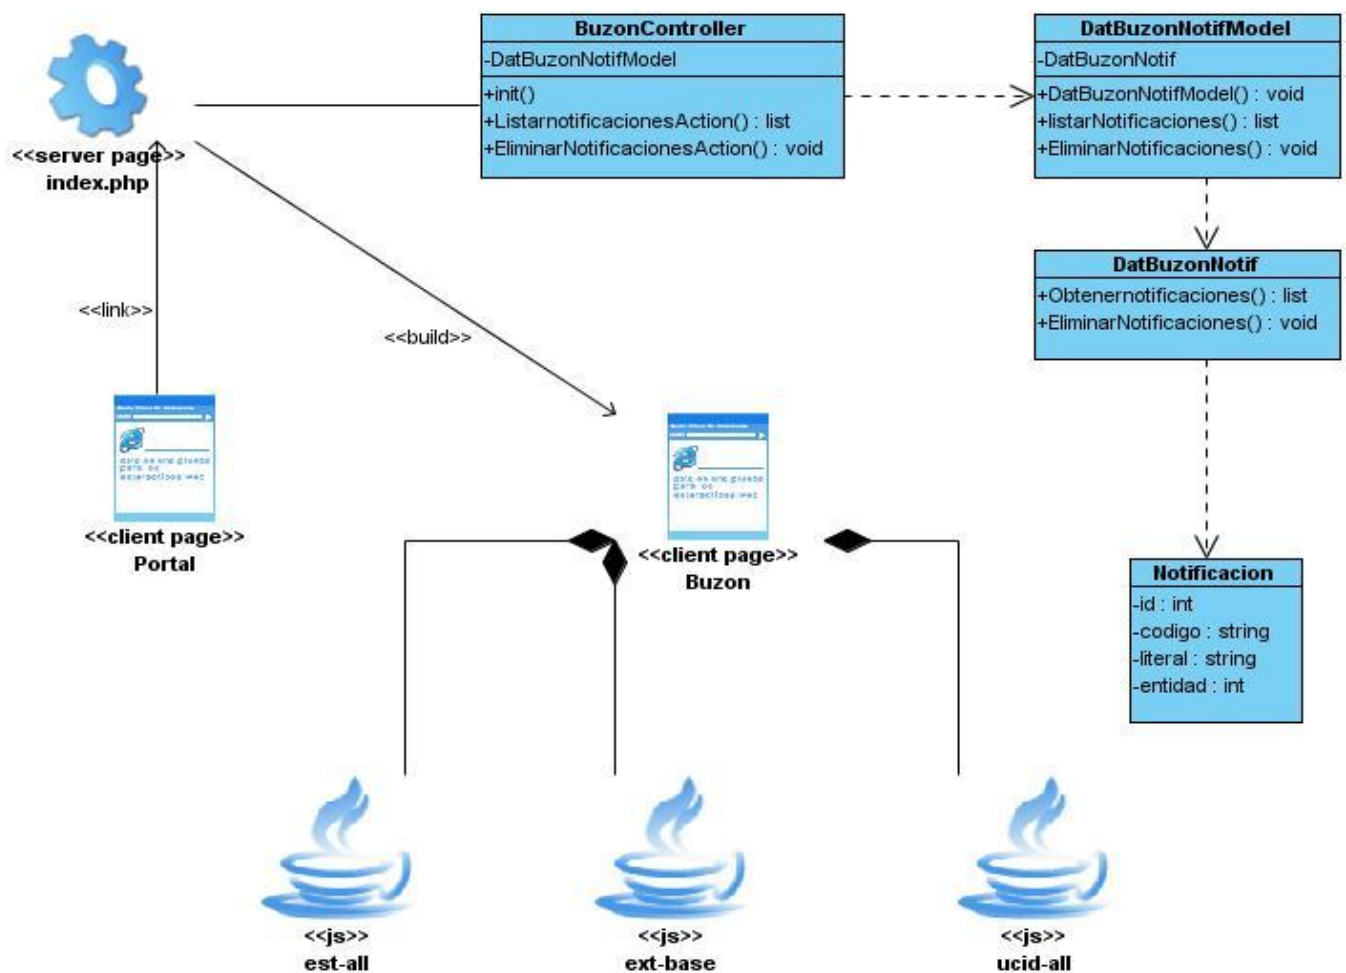 BuzonController
-DatBuzonNotifModel
+init()
+ListarnotificacionesAction() : list
+EliminarNotificacionesAction() : void
DatBuzonNotifModel
-DatBuzonNotif
+DatBuzonNotifModel() : void
+listarNotificaciones() : list
+EliminarNotificaciones() : void
<<server page>>
index.php
DatBuzonNotif
+Obtenernotificaciones() : list
+EliminarNotificaciones() : void
<<link>>
<<build>>
<<client page>>
Portal
<<client page>>
Buzon
Notificacion
-id : int
-codigo : string
-literal : string
-entidad : int
<<js>>
est-all
<<js>>
ext-base
<<js>>
ucid-all